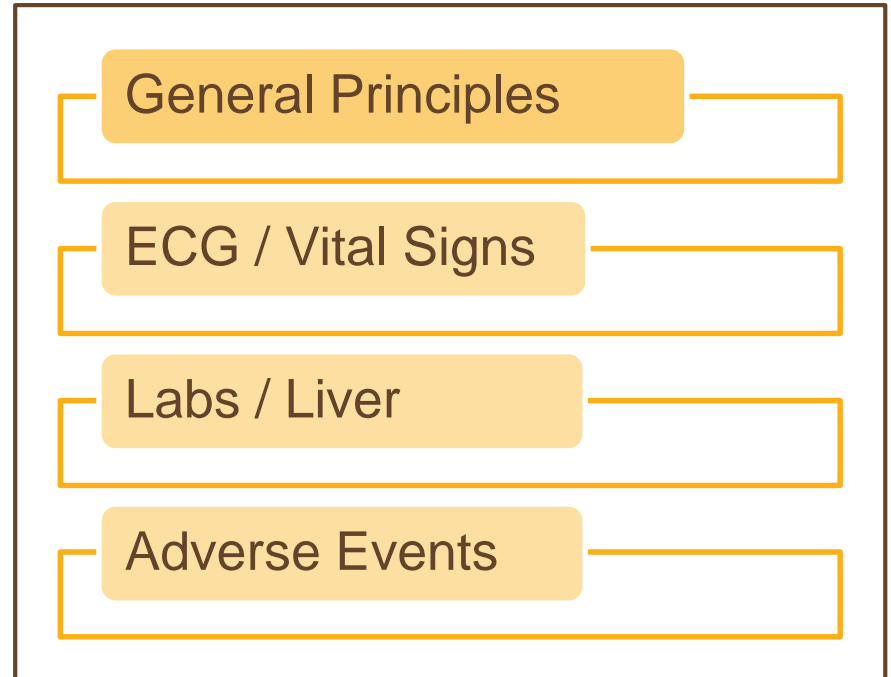 General Principles
ECG / Vital Signs
Labs / Liver
Adverse Events